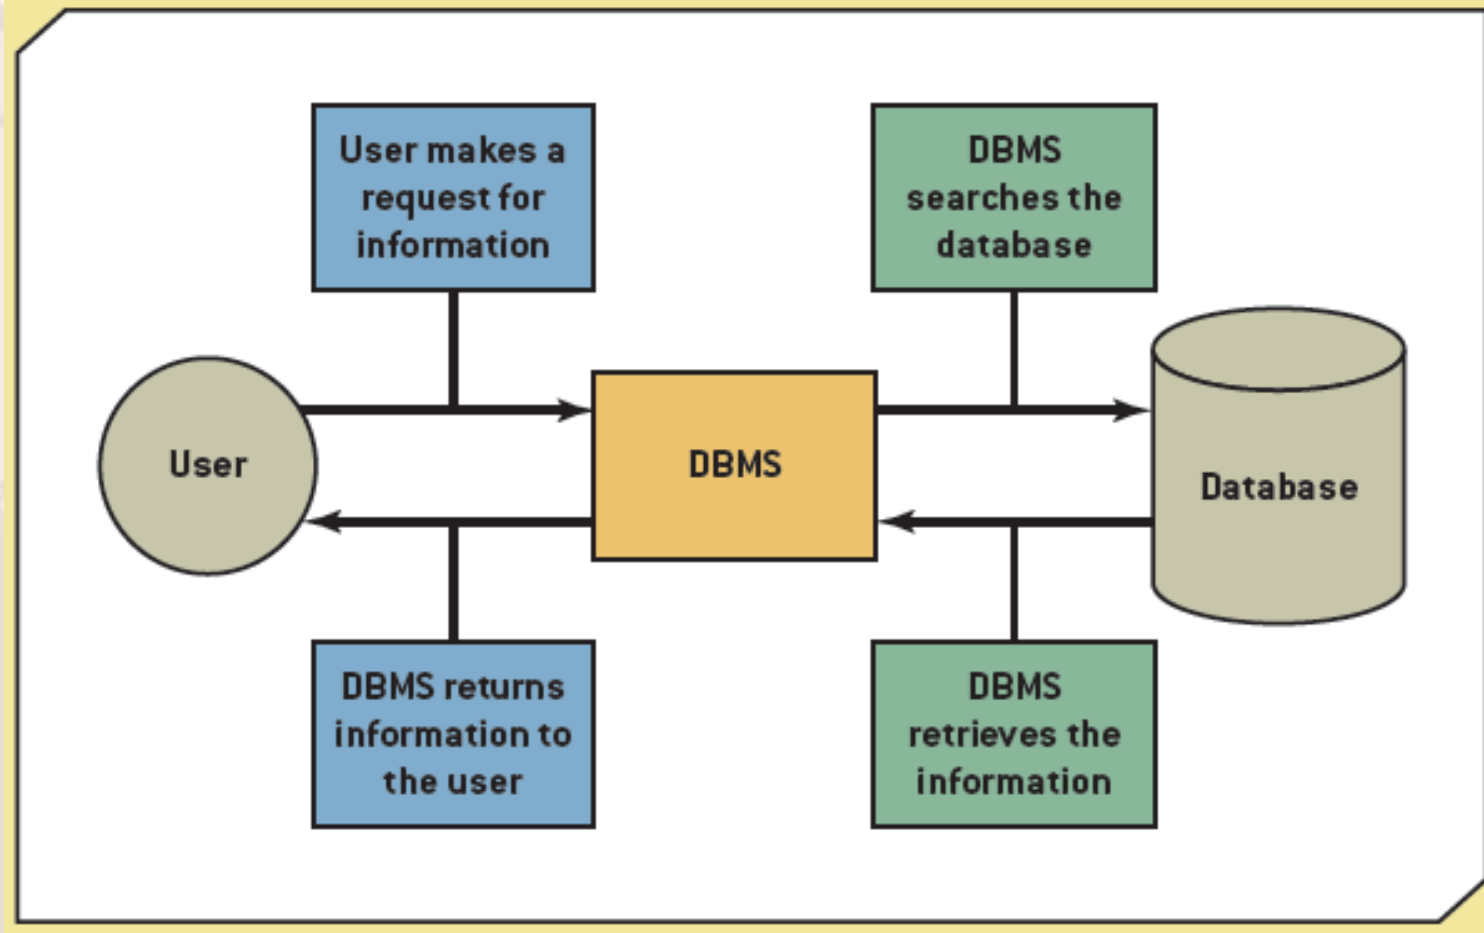 User makes a
request for
information
DBMS
searches the
database
User
DBMS
Database
DBMS returns
information to
the user
DBMS
retrieves the
information